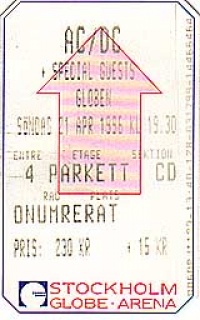 AC/DC
+ SPECIAL GUESTS
GLOBEN
SÖNDAG 21 APR 1996 KL 19.30
ENTRE ETAGE SEKTION
4 PARKETT CD
RAD PLATS
ONUMRERAT
PRIS: 230 KR + 15 KR
STOCKHOLM
GLOBE·ARENA